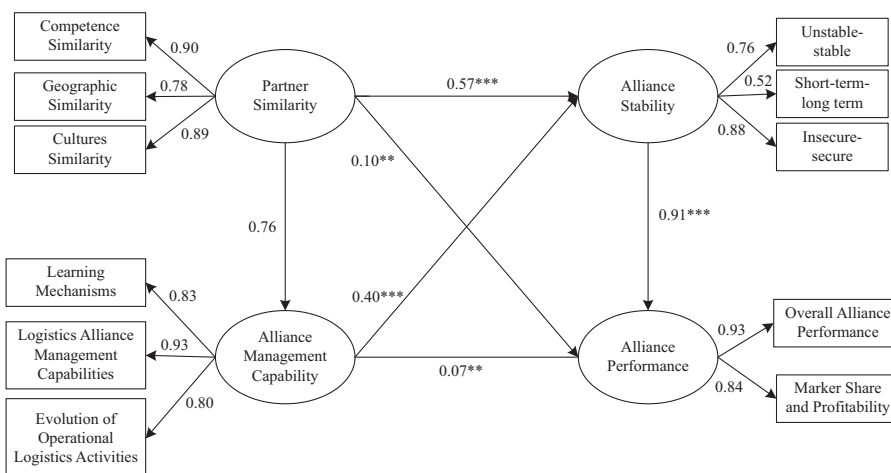 Competence
Similarity
0.90
Geographic
Similarity
0.78
Cultures
Similarity
0.89
Partner
Similarity
0.57***
Alliance
Stability
0.76
Unstable-
stable
0.52
Short-term-
long term
0.88
Insecure-
secure
0.10**
0.76
0.91***
0.40***
Learning
Mechanisms
0.83
Logistics Alliance
Management
Capabilities
0.93
Evolution of
Operational
Logistics Activities
0.80
Alliance
Management
Capability
0.07**
Alliance
Performance
0.93
Overall Alliance
Performance
0.84
Marker Share
and Profitability